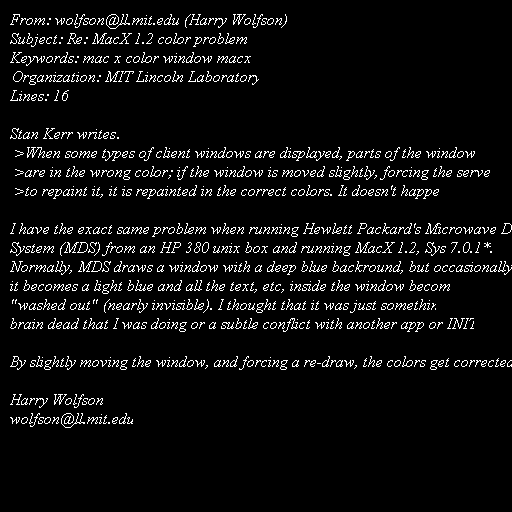 From: wolfson@ll.mit.edu (Harry Wolfson)
Subject: Re: MacX 1.2 color problem
Keywords: mac x color window macx
Organization: MIT Lincoln Laboratory
Lines: 16

Stan Kerr writes.
>When some types of client windows are displayed, parts of the window
>are in the wrong color; if the window is moved slightly, forcing the serve
>to repaint it, it is repainted in the correct colors. It doesn't happe

I have the exact same problem when running Hewlett Packard's Microwave D
System (MDS) from an HP 380 unix box and running MacX 1.2, Sys 7.0.1*.
Normally, MDS draws a window with a deep blue backround, but occasionally
it becomes a light blue and all the text, etc, inside the window becom
"washed out" (nearly invisible). I thought that it was just somethin
brain dead that I was doing or a subtle conflict with another app or INIT

By slightly moving the window, and forcing a re-draw, the colors get corrected

Harry Wolfson
wolfson@ll.mit.edu